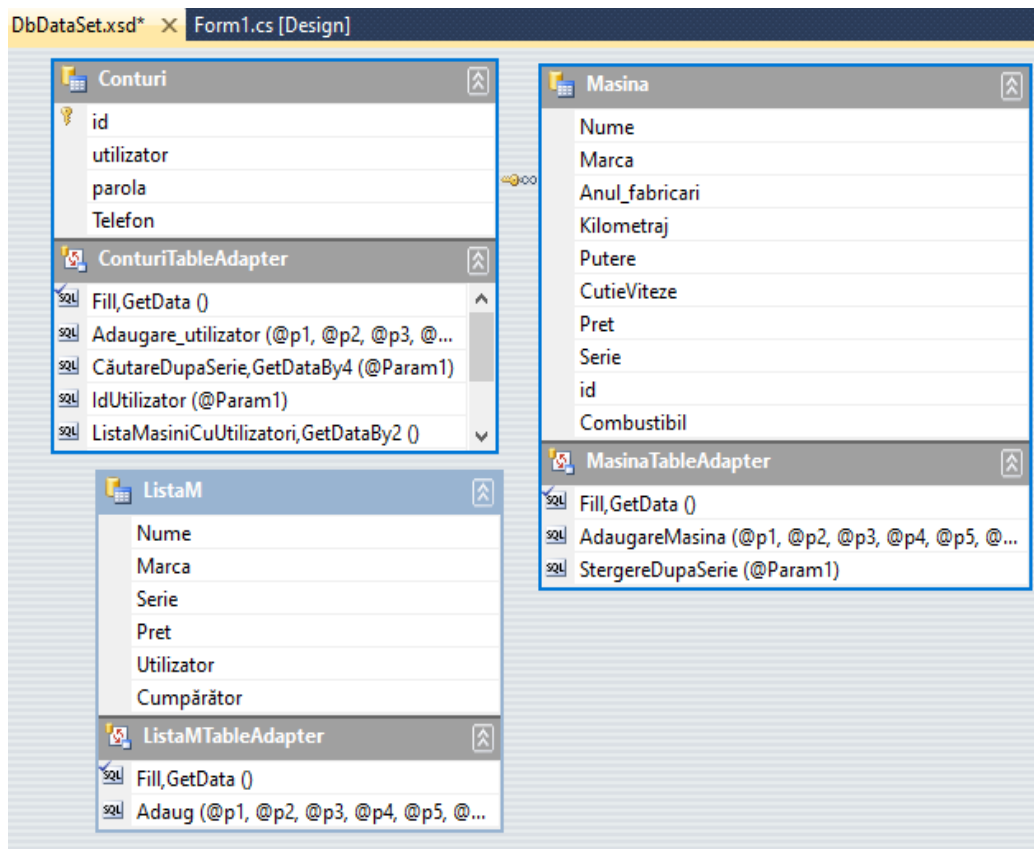 DbDataSet.xsd*
Form1.cs [Design]
Conturi
id
utilizator
parola
Telefon
ConturiTableAdapter
Fill,GetData ()
Adaugare_utilizator (@p1, @p2, @p3, @...
CăutareDupaSerie,GetDataBy4 (@Param1)
IdUtilizator (@Param1)
ListaMasiniCuUtilizatori,GetDataBy2 ()
Masina
Nume
Marca
Anul_fabricari
Kilometraj
Putere
CutieViteze
Pret
Serie
id
Combustibil
MasinaTableAdapter
Fill,GetData ()
AdaugareMasina (@p1, @p2, @p3, @p4, @p5, @...
StergereDupaSerie (@Param1)
ListaM
Nume
Marca
Serie
Pret
Utilizator
Cumpărător
ListaMTableAdapter
Fill,GetData ()
Adaug (@p1, @p2, @p3, @p4, @p5, @...